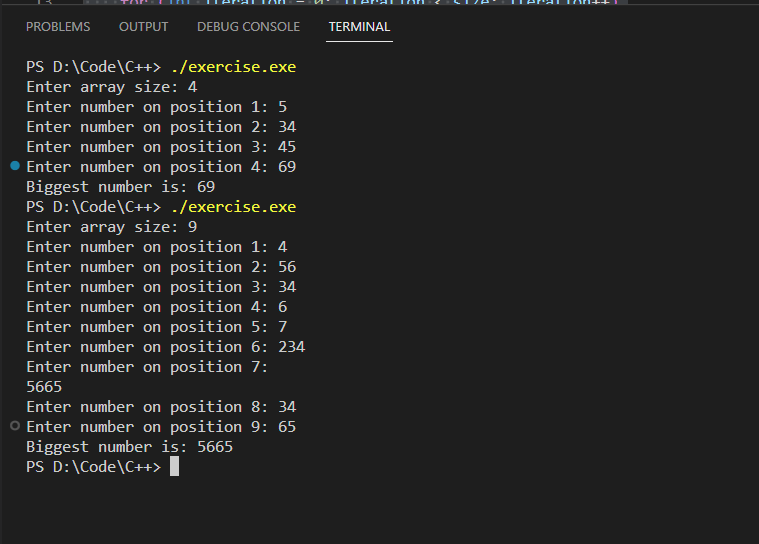 PROBLEMS OUTPUT DEBUG CONSOLE TERMINAL
PS D:\Code\C++> ./exercise.exe
Enter array size: 4
Enter number on position 1: 5
Enter number on position 2: 34
Enter number on position 3: 45
Enter number on position 4: 69
Biggest number is: 69
PS D:\Code\C++> ./exercise.exe
Enter array size: 9
Enter number on position 1: 4
Enter number on position 2: 56
Enter number on position 3: 34
Enter number on position 4: 6
Enter number on position 5: 7
Enter number on position 6: 234
Enter number on position 7:
5665
Enter number on position 8: 34
Enter number on position 9: 65
Biggest number is: 5665
PS D:\Code\C++>